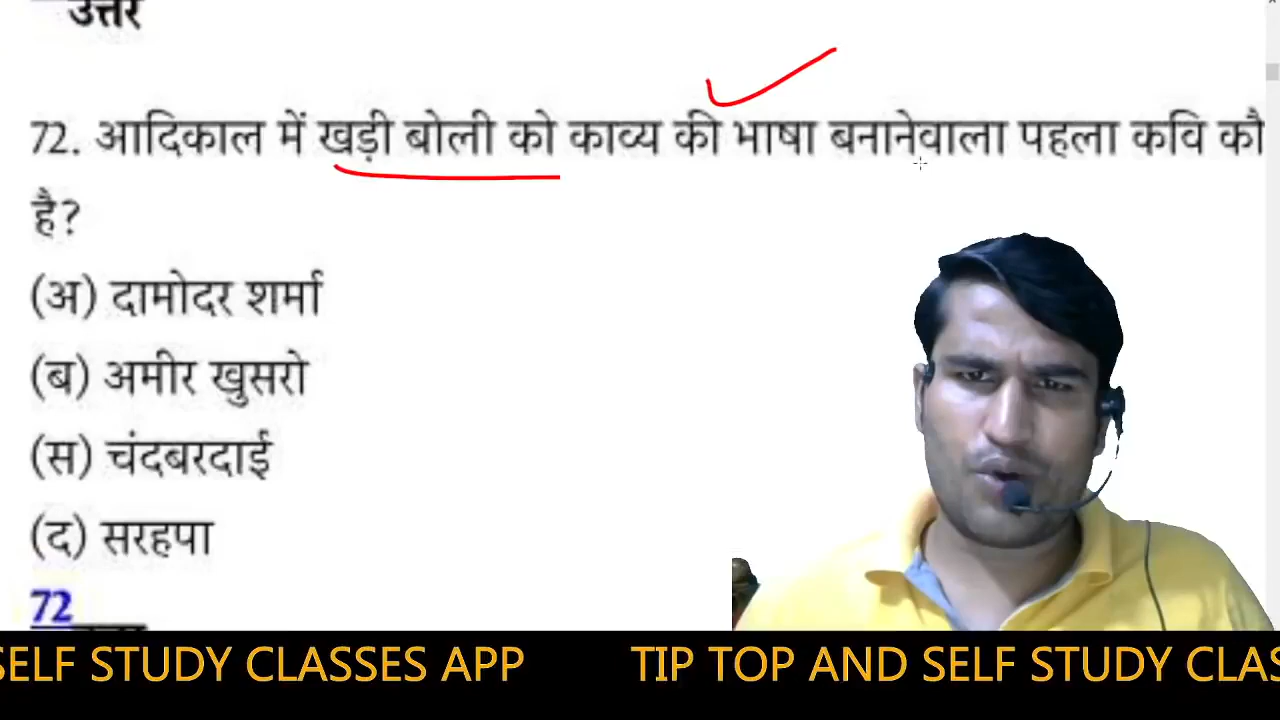 उत्तर
72. आदिकाल में खड़ी बोली को काव्य की भाषा बनानेवाला पहला कवि कौ
है?
(अ) दामोदर शर्मा
(ब) अमीर खुसरो
(स) चंदबरदाई
(द) सरहपा
72
SELF STUDY CLASSES APP TIP TOP AND SELF STUDY CLAS